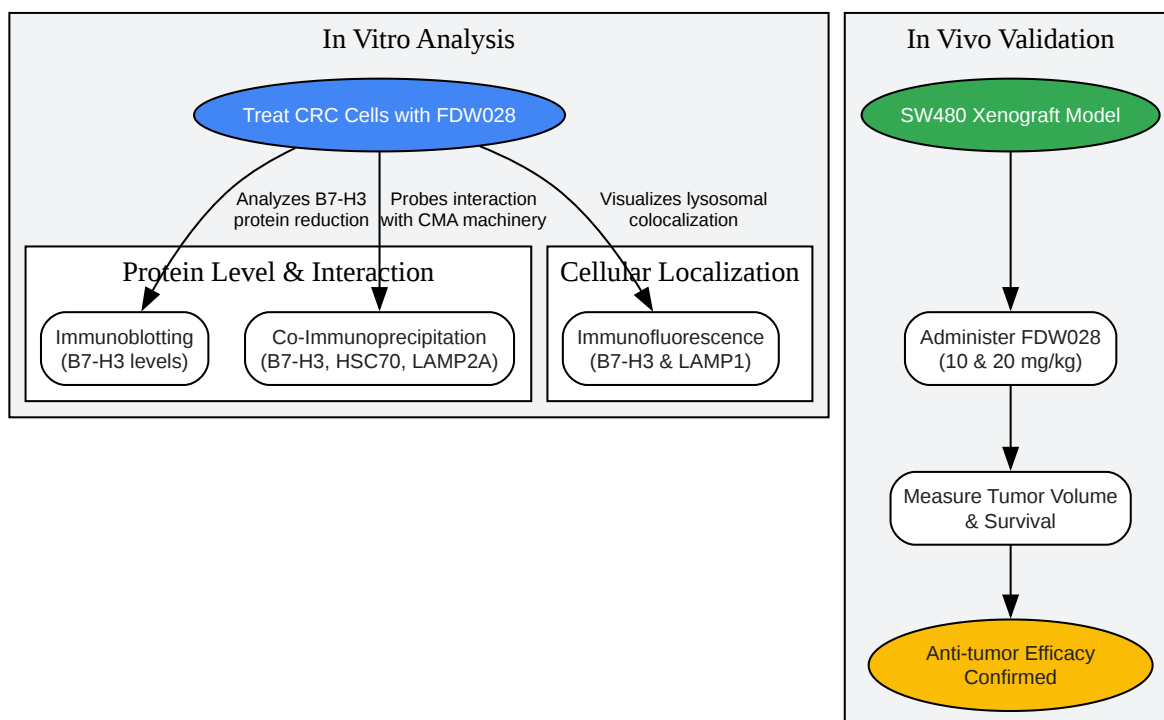 In Vitro Analysis
Treat CRC Cells with FDW028
Analyzes B7-H3
protein reduction
Probes interaction
with CMA machinery
Visualizes lysosomal
colocalization
Protein Level & Interaction
Immunoblotting
(B7-H3 levels)
Co-Immunoprecipitation
(B7-H3, HSC70, LAMP2A)
Cellular Localization
Immunofluorescence
(B7-H3 & LAMP1)
In Vivo Validation
SW480 Xenograft Model
Administer FDW028
(10 & 20 mg/kg)
Measure Tumor Volume
& Survival
Anti-tumor Efficacy
Confirmed